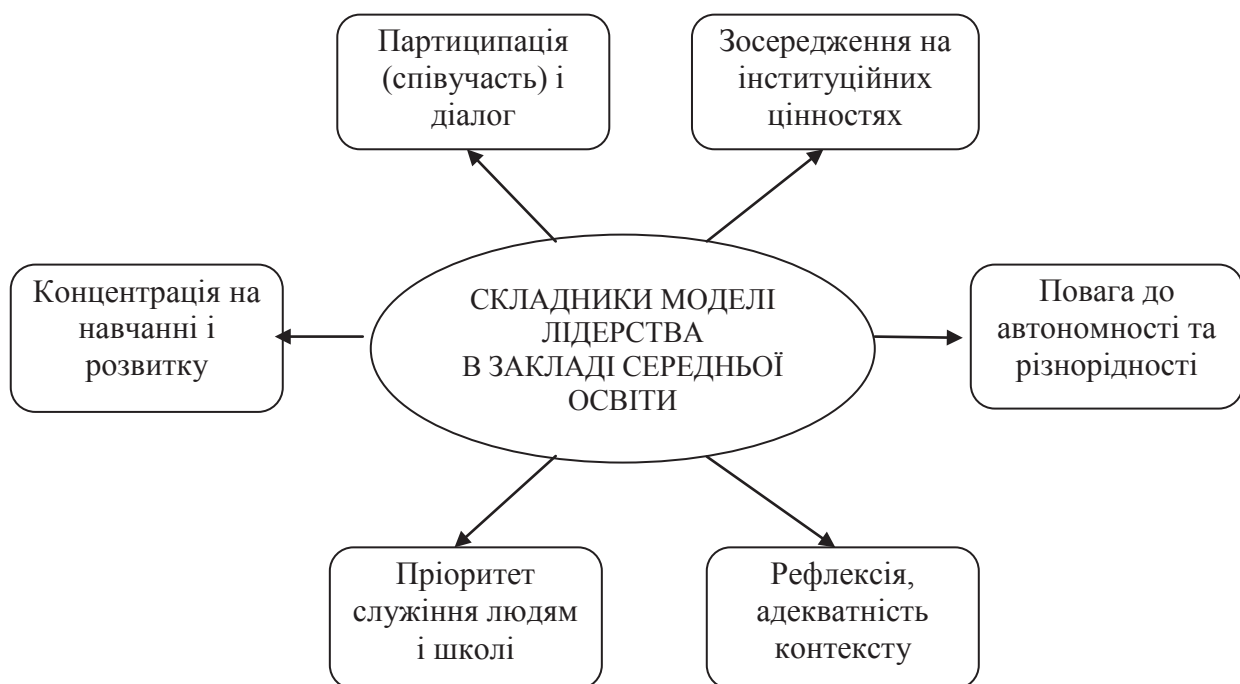 Партиципація
(співучасть) і
діалог
Зосередження на
інституційних
цінностях
Концентрація на
навчанні і
розвитку
СКЛАДНИКИ МОДЕЛІ
ЛІДЕРСТВА
В ЗАКЛАДІ СЕРЕДНЬОЇ
ОСВІТИ
Повага до
автономності та
різнорідності
Пріоритет
служіння людям
і школі
Рефлексія,
адекватність
контексту